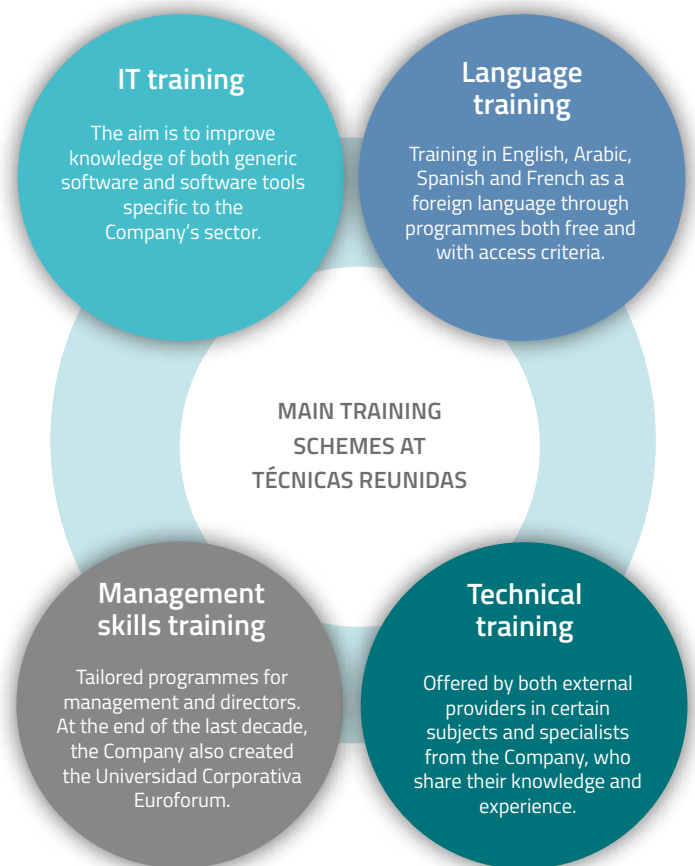 IT training
The aim is to improve
knowledge of both generic
software and software tools
specific to the
Company's sector.
Language
training
Training in English, Arabic,
Spanish and French as a
foreign language through
programmes both free and
with access criteria.
MAIN TRAINING
SCHEMES AT
TÉCNICAS REUNIDAS
Management
skills training
Tailored programmes for
management and directors.
At the end of the last decade,
the Company also created
the Universidad Corporativa
Euroforum.
Technical
training
Offered by both external
providers in certain
subjects and specialists
from the Company, who
share their knowledge and
experience.